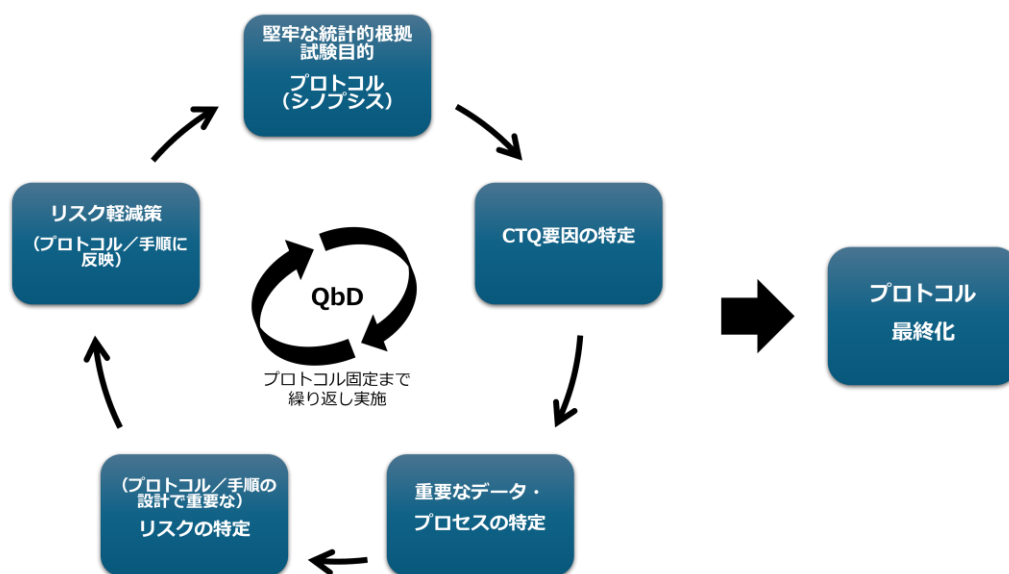 堅牢な統計的根拠
試験目的
プロトコル
(シノプシス)
CTQ要因の特定
重要なデータ・
プロセスの特定
(プロトコル/手順の
設計で重要な)
リスクの特定
リスク軽減策
(プロトコル/手順に
反映)
QbD
プロトコル固定まで
繰り返し実施
プロトコル
最終化